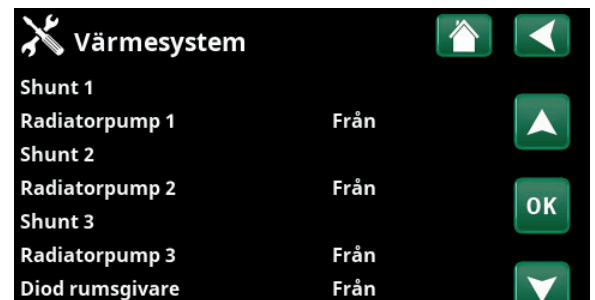 Värmesystem
Shunt 1
Radiatorpump 1 Från
Shunt 2
Radiatorpump 2 Från
OK
Shunt 3
Radiatorpump 3 Från
Diod rumsgivare Från